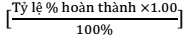 [Tỷ lệ % hoàn thành ×1.00
100%]